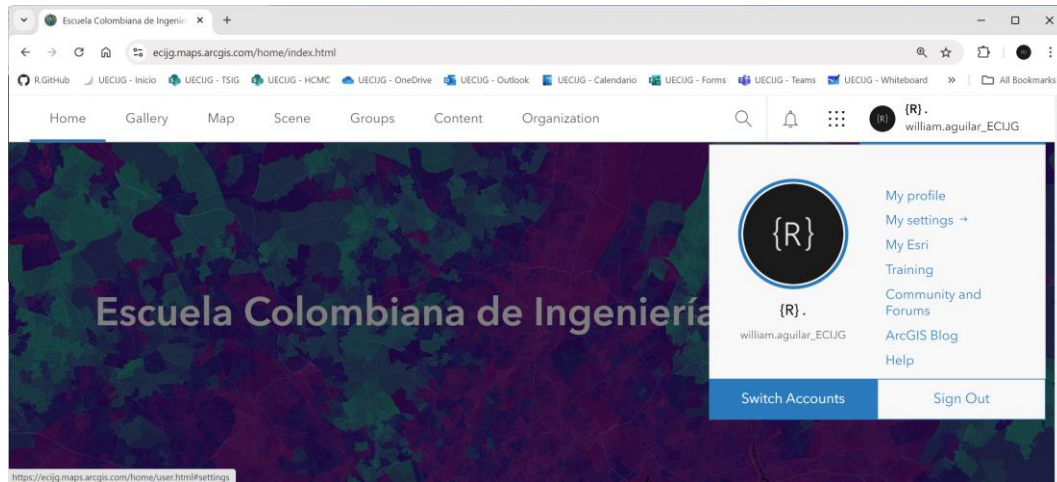 Escuela Colombiana de Ingenie
ecijg.maps.arcgis.com/home/index.html
R.GitHub UECIJG - Inicio UECIJG - TSIG UECIJG - HCMC UECIJG - OneDrive UECIJG - Outlook UECIJG - Calendario UECIJG - Forms UECIJG - Teams UECIJG - Whiteboard » All Bookmarks
Home Gallery Map Scene Groups Content Organization
{R} {R} .
william.aguilar_ECIJG
Escuela Colombiana de Ingeniería
{R}
{R} .
william.aguilar_ECIJG
My profile
My settings →
My Esri
Training
Community and
Forums
ArcGIS Blog
Help
Switch Accounts Sign Out
https://ecijg.maps.arcgis.com/home/user.html#settings